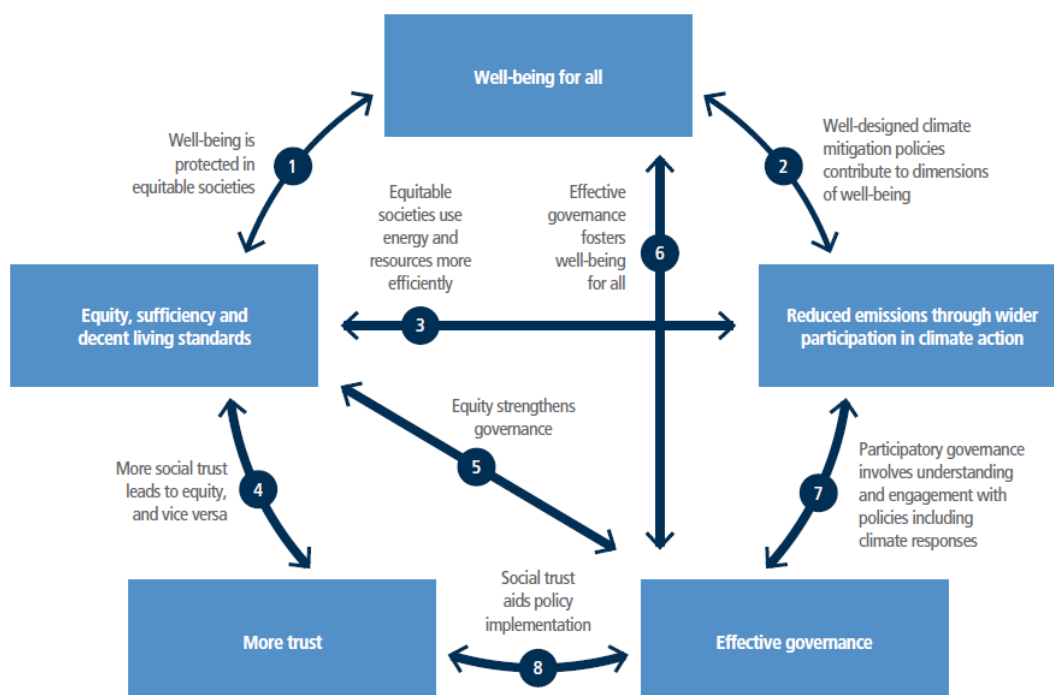 Well-being for all
Well-being is
protected in
equitable societies
1
Well-designed climate
mitigation policies
contribute to dimensions
of well-being
2
Equitable
societies use
energy and
resources more
efficiently
3
Effective
governance
fosters
well-being
for all
6
Equity, sufficiency and
decent living standards
Reduced emissions through wider
participation in climate action
Equity strengthens
governance
5
More social trust
leads to equity,
and vice versa
4
Participatory governance
involves understanding
and engagement with
policies including
climate responses
7
More trust
Social trust
aids policy
implementation
8
Effective governance